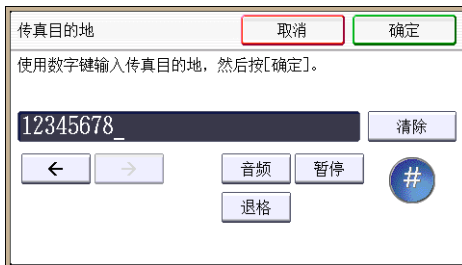 传真目的地 取消 确定
使用数字键输入传真目的地，然后按[确定]。
12345678_ 清除
← → 音频 暂停 #
退格